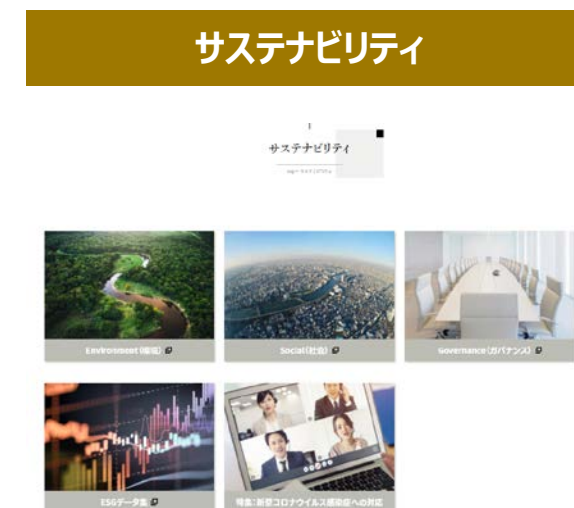 サステナビリティ
サステナビリティ
Environment（環境）
Social（社会）
Governance（ガバナンス）
ESGデータ集
特集：新型コロナウイルス感染症への対応